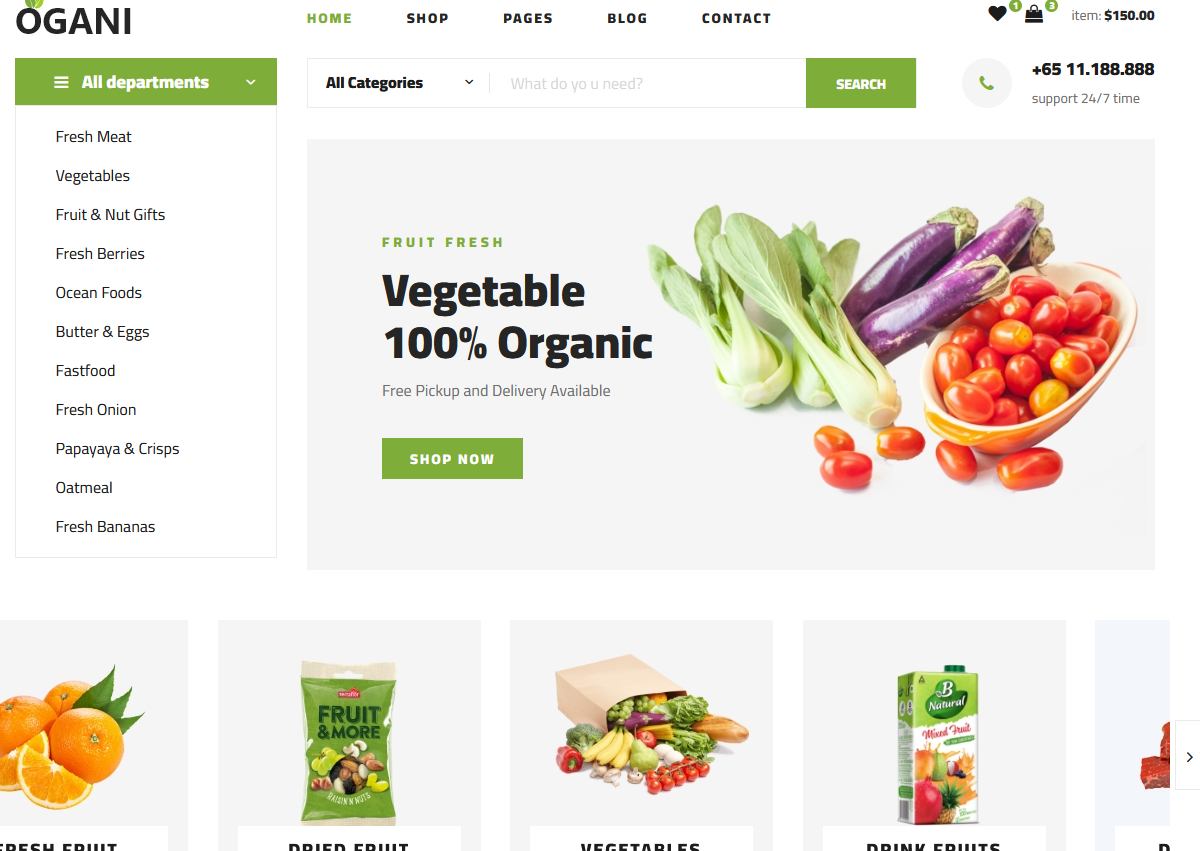 OGANI
HOME SHOP PAGES BLOG CONTACT
1 3 item: $150.00
All departments
All Categories What do yo u need? SEARCH
+65 11.188.888
support 24/7 time
Fresh Meat
Vegetables
Fruit & Nut Gifts
Fresh Berries
Ocean Foods
Butter & Eggs
Fastfood
Fresh Onion
Papayaya & Crisps
Oatmeal
Fresh Bananas
FRUIT FRESH
Vegetable
100% Organic
Free Pickup and Delivery Available
SHOP NOW
FRUIT
& MORE
RAISIN N' NUTS
B
Natural
Mixed Fruit
FRESH FRUIT
DRIED FRUIT
VEGETABLES
DRINK FRUITS
D